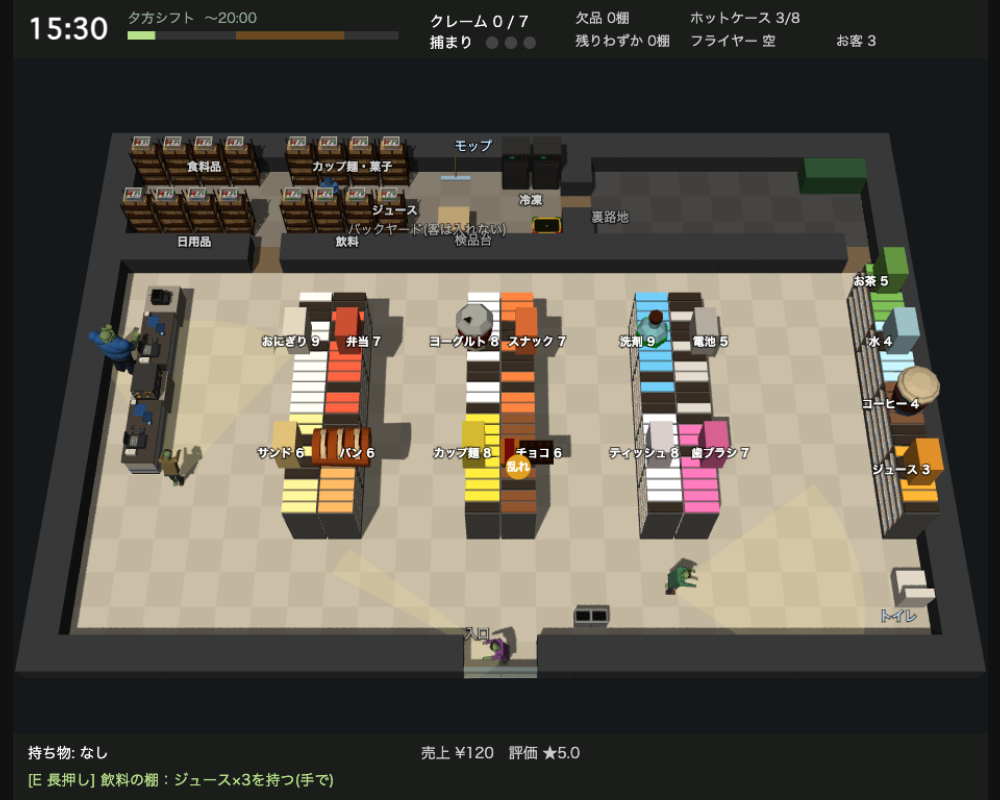 15:30
夕方シフト ～20:00
クレーム 0 / 7
捕まり
欠品 0棚
残りわずか 0棚
ホットケース 3/8
フライヤー 空
お客 3
モップ
食料品
カップ麺・菓子
冷凍
ジュース
裏路地
バックヤード(客は入れない)
日用品
飲料
検品台
お茶 5
おにぎり 9
弁当 7
ヨーグルト 8
スナック 7
洗剤 9
電池 5
水 4
コーヒー 4
サンド 6
パン 6
カップ麺 8
チョコ 6
乱れ
ティッシュ 8
歯ブラシ 7
ジュース 3
トイレ
入口
持ち物: なし
売上 ¥120 評価 ★5.0
[E 長押し] 飲料の棚：ジュース×3を持つ(手で)